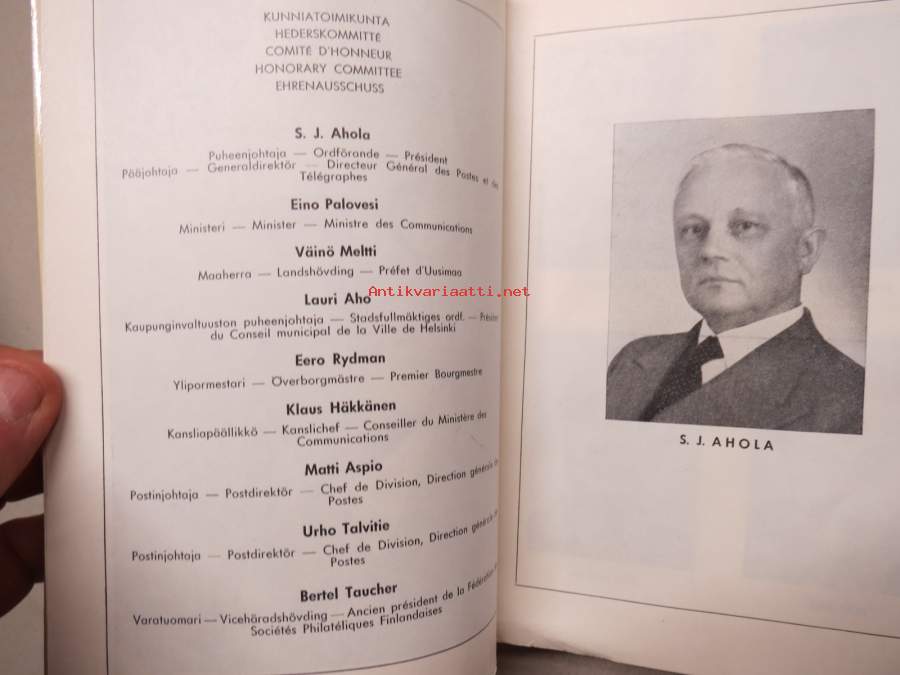 KUNNIATOIMIKUNTA
HEDERSKOMMITTÉ
COMITÉ D'HONNEUR
HONORARY COMMITTEE
EHRENAUSSCHUSS
S. J. Ahola
Puheenjohtaja — Ordförande — Président
Pääjohtaja — Generaldirektör — Directeur Général des Postes et des
Télégraphes
Eino Palovesi
Ministeri — Minister — Ministre des Communications
Väinö Meltti
Maaherra — Landshövding — Préfet d'Uusimaa
Antikvariaatti.net
Lauri Aho
Kaupunginvaltuuston puheenjohtaja — Stadsfullmäktiges ordf. — Président
du Conseil municipal de la Ville de Helsinki
Eero Rydman
Ylipormestari — Överborgmästre — Premier Bourgmestre
Klaus Häkkänen
Kansliapäällikkö — Kanslichef — Conseiller du Ministère des
Communications
Matti Aspio
Postinjohtaja — Postdirektör — Chef de Division, Direction générale
Postes
Urho Talvitie
Postinjohtaja — Postdirektör — Chef de Division, Direction générale
Postes
Bertel Taucher
Varatuomari — Vicehäradshövding — Ancien président de la Fédération
Sociétés Philatéliques Finlandaises
S. J. AHOLA